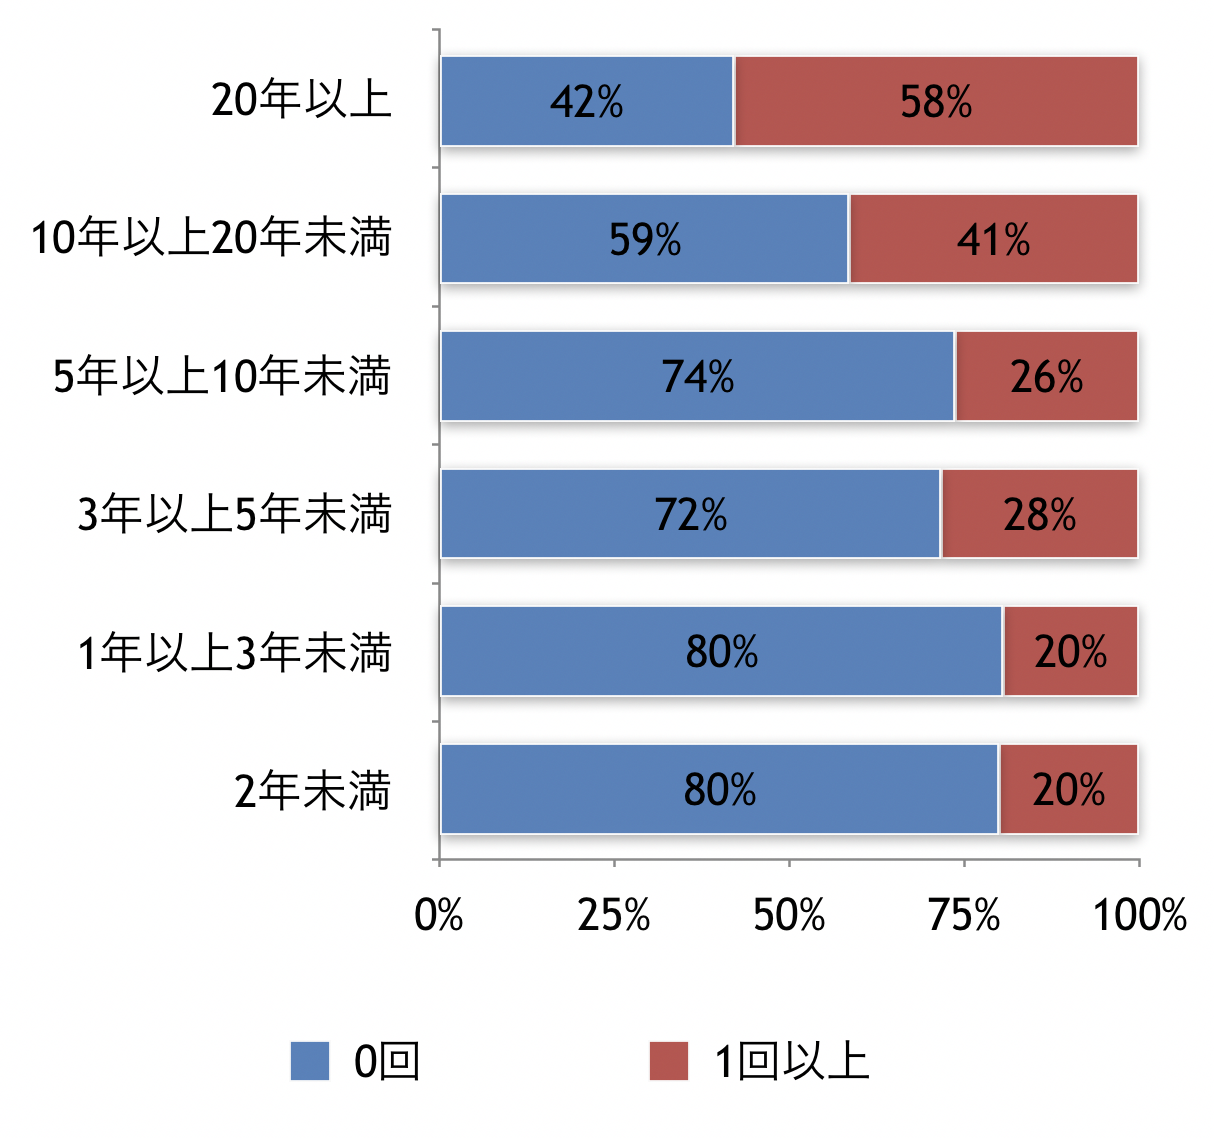 20年以上 42% 58%
10年以上20年未満 59% 41%
5年以上10年未満 74% 26%
3年以上5年未満 72% 28%
1年以上3年未満 80% 20%
2年未満 80% 20%
0% 25% 50% 75% 100%
0回 1回以上